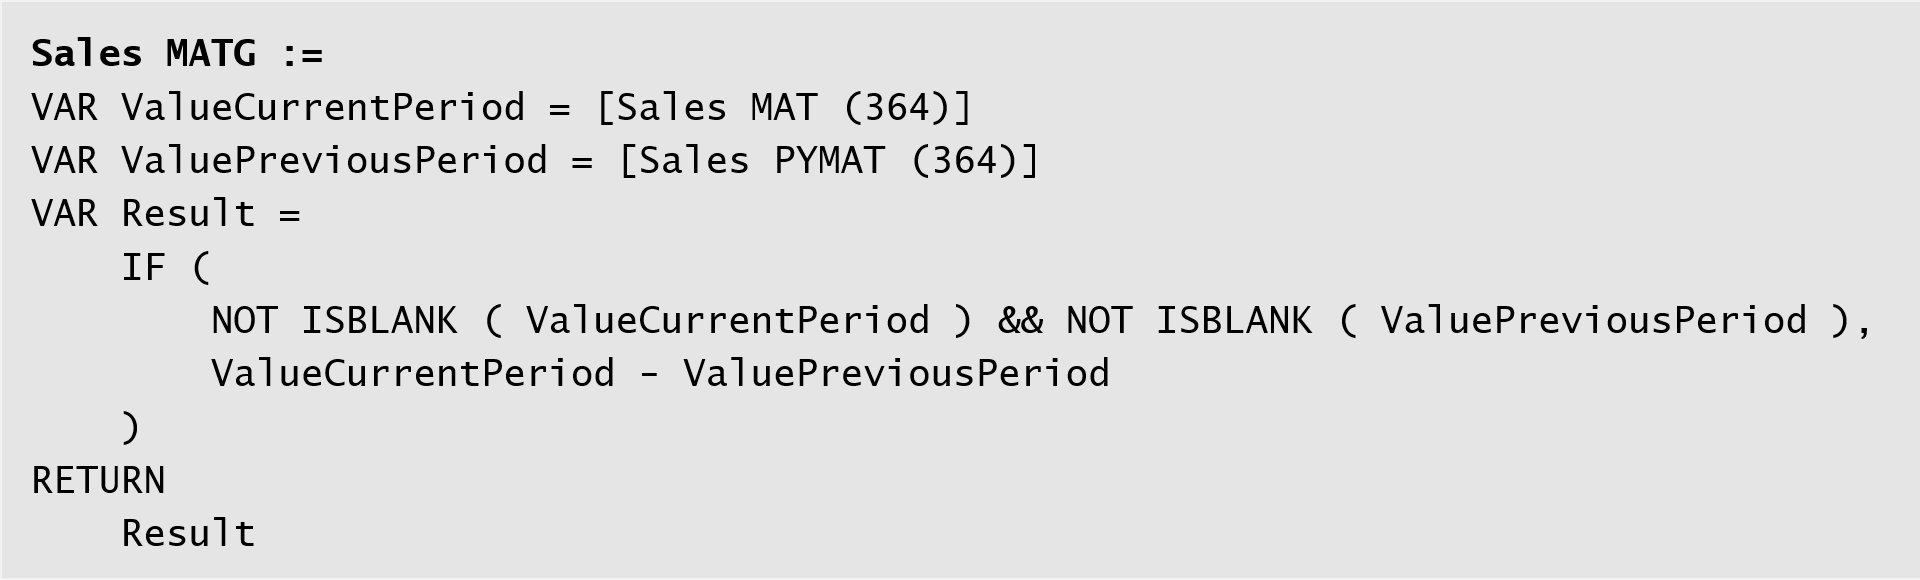 Sales MATG :=
VAR ValueCurrentPeriod = [Sales MAT (364)]
VAR ValuePreviousPeriod = [Sales PYMAT (364)]
VAR Result =
    IF (
        NOT ISBLANK ( ValueCurrentPeriod ) && NOT ISBLANK ( ValuePreviousPeriod ),
        ValueCurrentPeriod - ValuePreviousPeriod
    )
RETURN
    Result